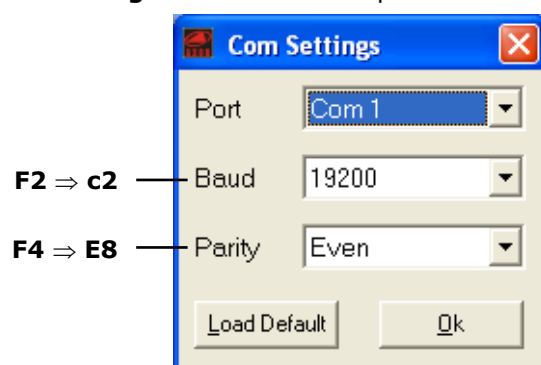 Com Settings
Port Com 1
F2 ⇒ c2 Baud 19200
F4 ⇒ E8 Parity Even
Load Default Ok